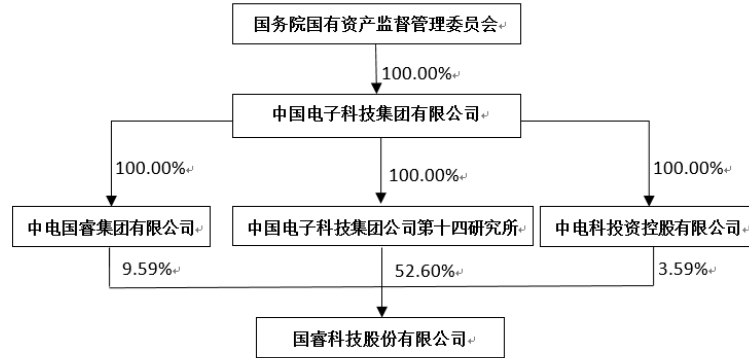 国务院国有资产监督管理委员会
100.00%
中国电子科技集团有限公司
100.00%
100.00%
100.00%
中电国睿集团有限公司
中国电子科技集团公司第十四研究所
中电科投资控股有限公司
9.59%
52.60%
3.59%
国睿科技股份有限公司